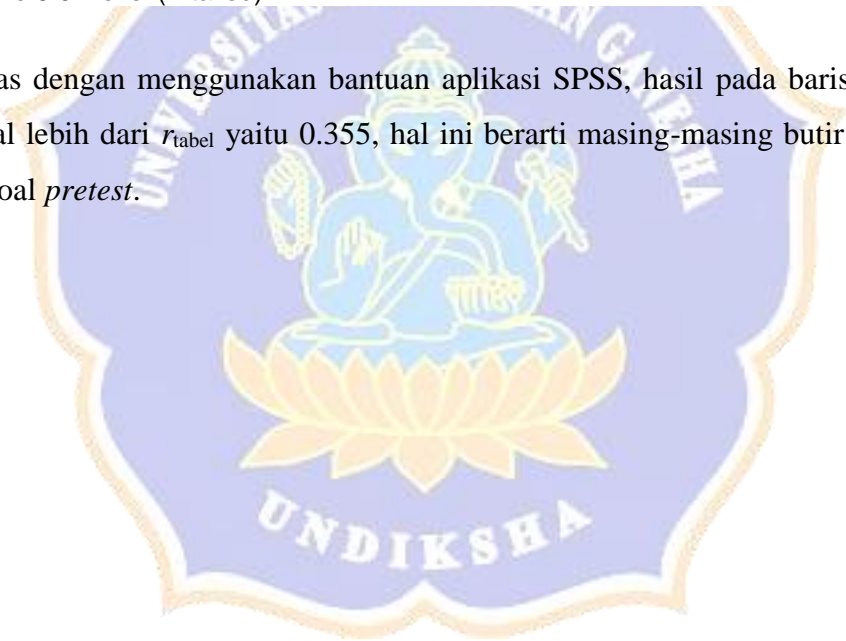 as dengan menggunakan bantuan aplikasi SPSS, hasil pada baris
al lebih dari rtabel yaitu 0.355, hal ini berarti masing-masing butir
oal pretest.
UNDIKSHA